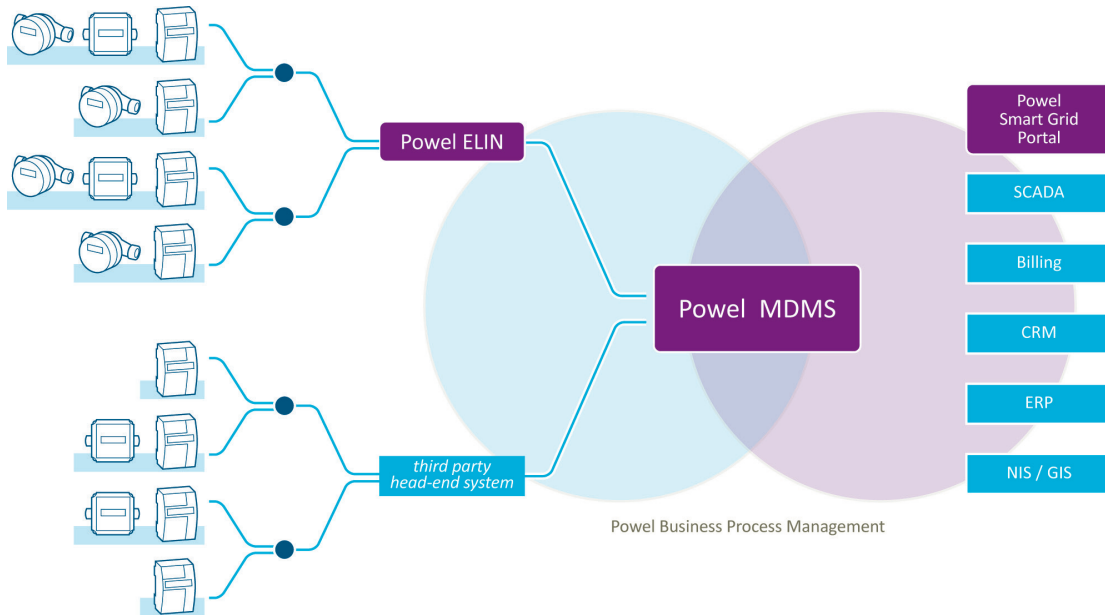 Powel ELIN
third party
head-end system
Powel MDMS
Powel
Smart Grid
Portal
SCADA
Billing
CRM
ERP
NIS / GIS
Powel Business Process Management